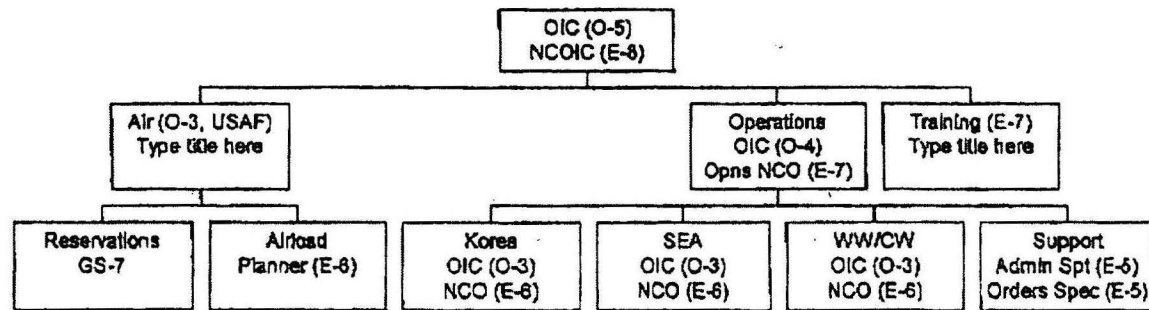 OIC (O-5)
NCOIC (E-8)
Air (O-3, USAF)
Type title here
Operations
OIC (O-4)
Opns NCO (E-7)
Training (E-7)
Type title here
Reservations
GS-7
Airload
Planner (E-6)
Korea
OIC (O-3)
NCO (E-6)
SEA
OIC (O-3)
NCO (E-6)
WW/CW
OIC (O-3)
NCO (E-6)
Support
Admin Spt (E-5)
Orders Spec (E-5)